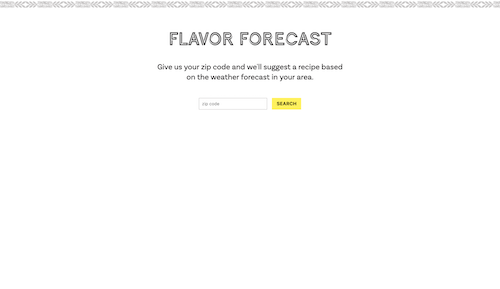 FLAVOR FORECAST
Give us your zip code and we'll suggest a recipe based
on the weather forecast in your area.
zip code SEARCH